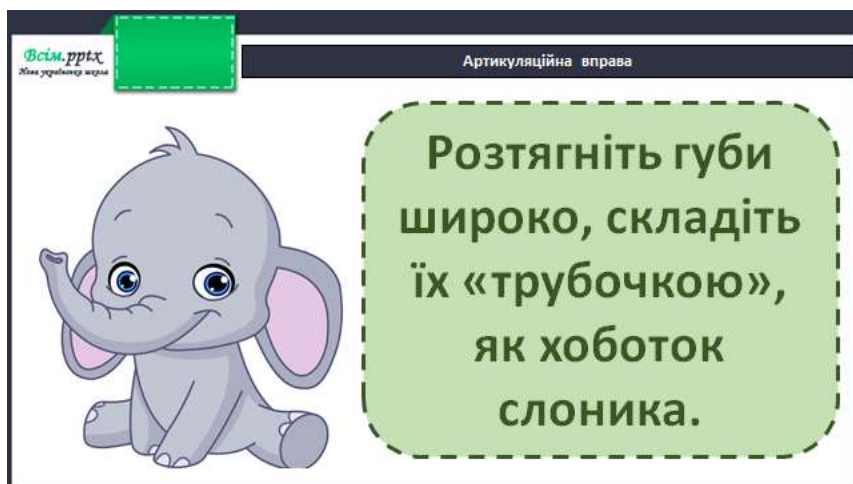 Всім.pptx
Нова українська школа
Артикуляційна вправа
Розтягніть губи
широко, складіть
їх «трубочкою»,
як хоботок
слоника.